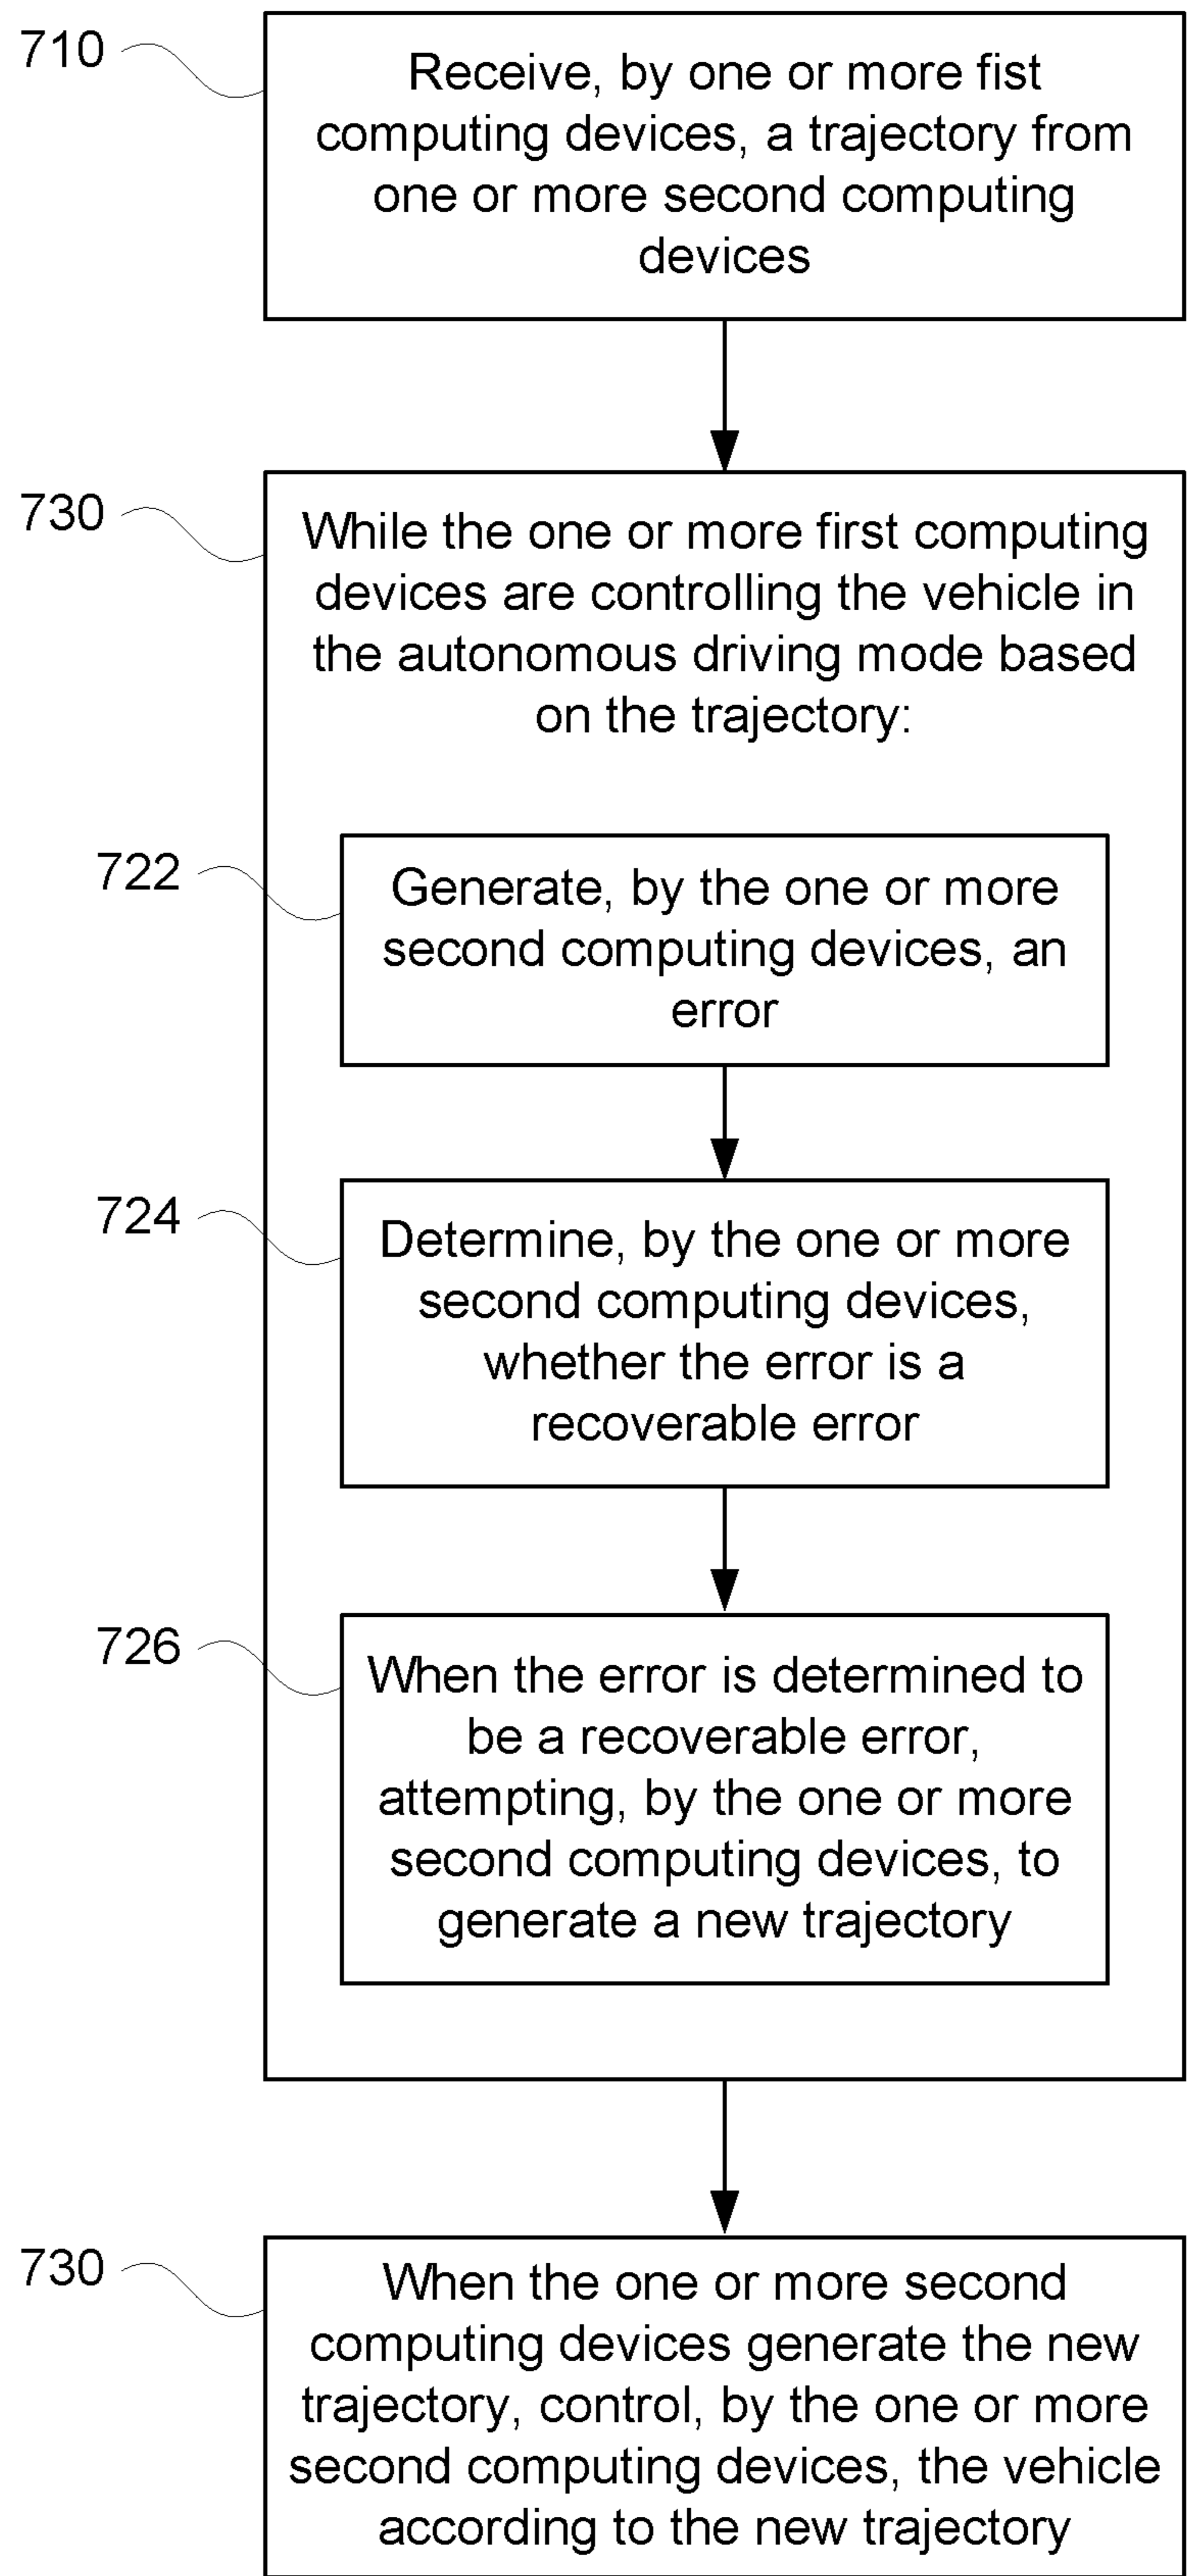 710
Receive, by one or more fist
computing devices, a trajectory from
one or more second computing
devices
730
While the one or more first computing
devices are controlling the vehicle in
the autonomous driving mode based
on the trajectory:
722
Generate, by the one or more
second computing devices, an
error
724
Determine, by the one or more
second computing devices,
whether the error is a
recoverable error
726
When the error is determined to
be a recoverable error,
attempting, by the one or more
second computing devices, to
generate a new trajectory
730
When the one or more second
computing devices generate the new
trajectory, control, by the one or more
second computing devices, the vehicle
according to the new trajectory